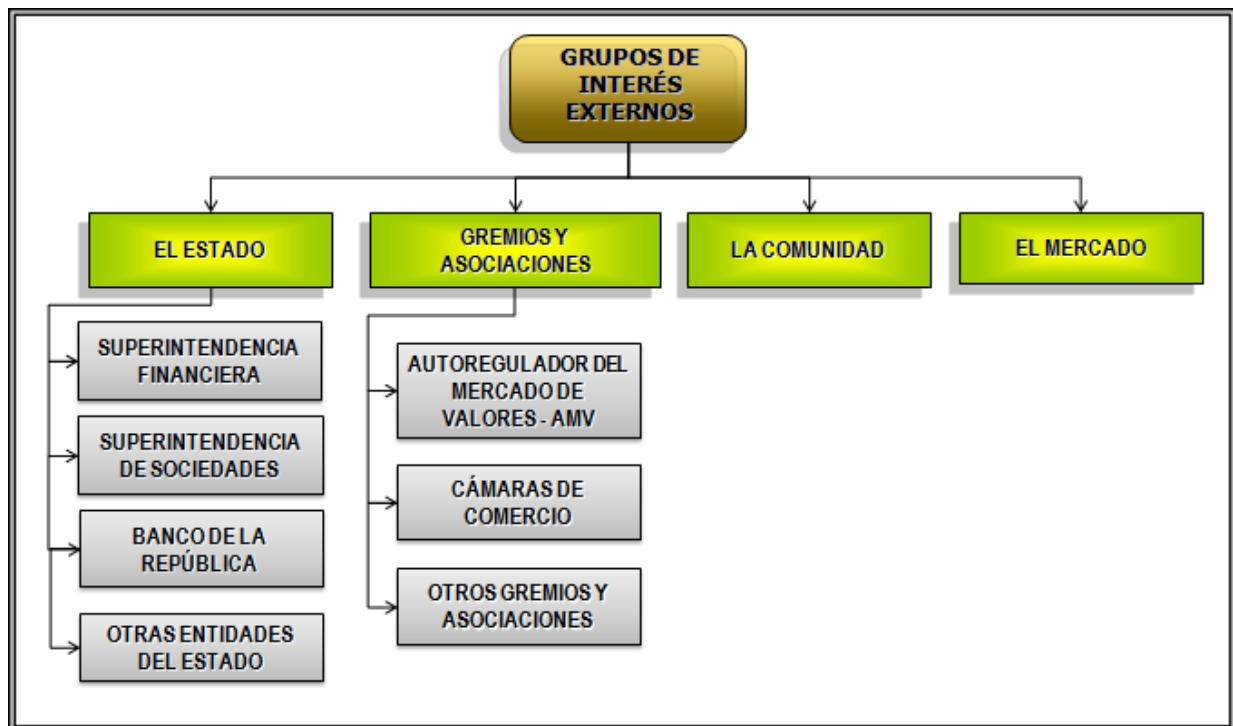 GRUPOS DE
INTERÉS
EXTERNOS
EL ESTADO
GREMIOS Y
ASOCIACIONES
LA COMUNIDAD
EL MERCADO
SUPERINTENDENCIA
FINANCIERA
SUPERINTENDENCIA
DE SOCIEDADES
BANCO DE LA
REPÚBLICA
OTRAS ENTIDADES
DEL ESTADO
AUTOREGULADOR DEL
MERCADO DE
VALORES - AMV
CÁMARAS DE
COMERCIO
OTROS GREMIOS Y
ASOCIACIONES